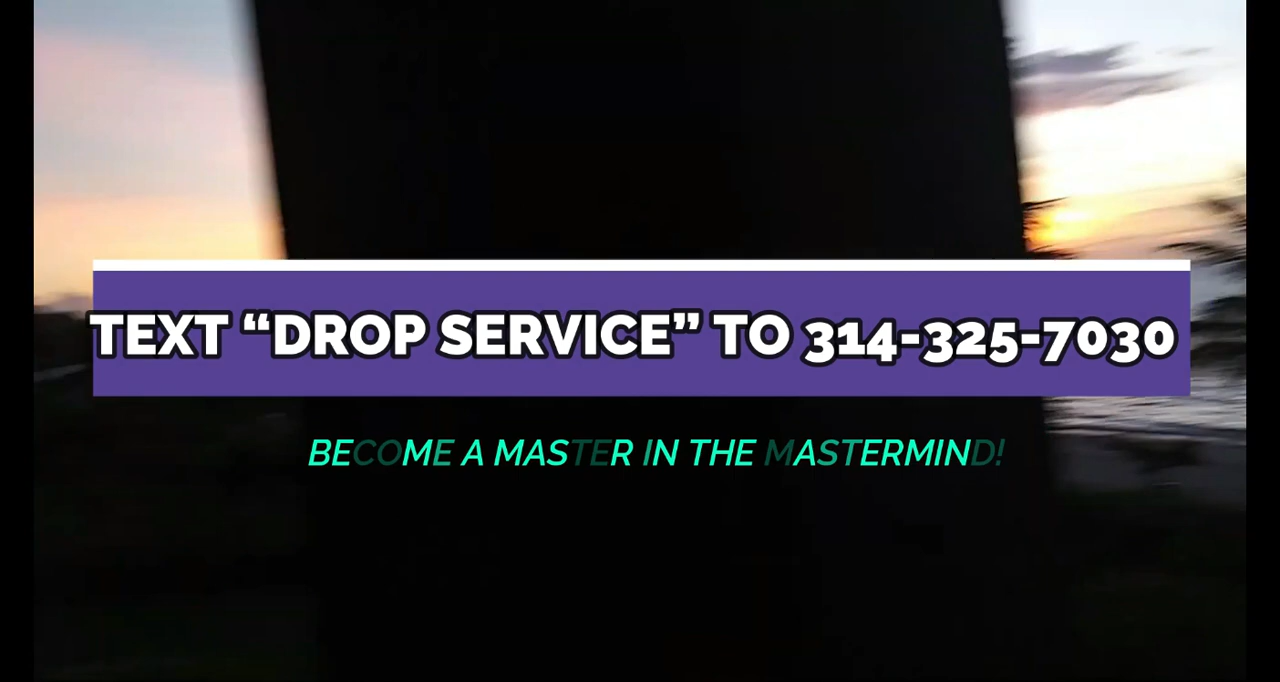 TEXT “DROP SERVICE” TO 314-325-7030
BECOME A MASTER IN THE MASTERMIND!